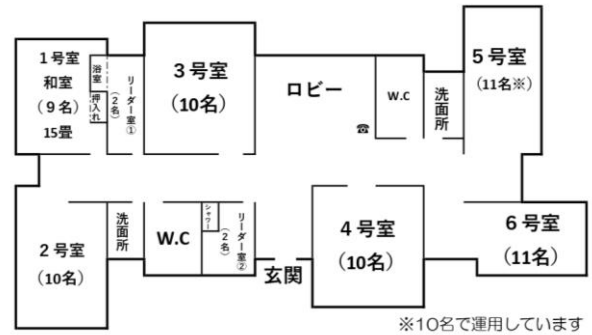 1号室
和室
(9名)
15畳
浴室
押入れ
リーダー室①
(2名)
3号室
(10名)
ロビー
☎
W.C
洗面所
5号室
(11名※)
2号室
(10名)
洗面所
W.C
シャワー
リーダー室②
(2名)
玄関
4号室
(10名)
6号室
(11名)
※10名で運用しています